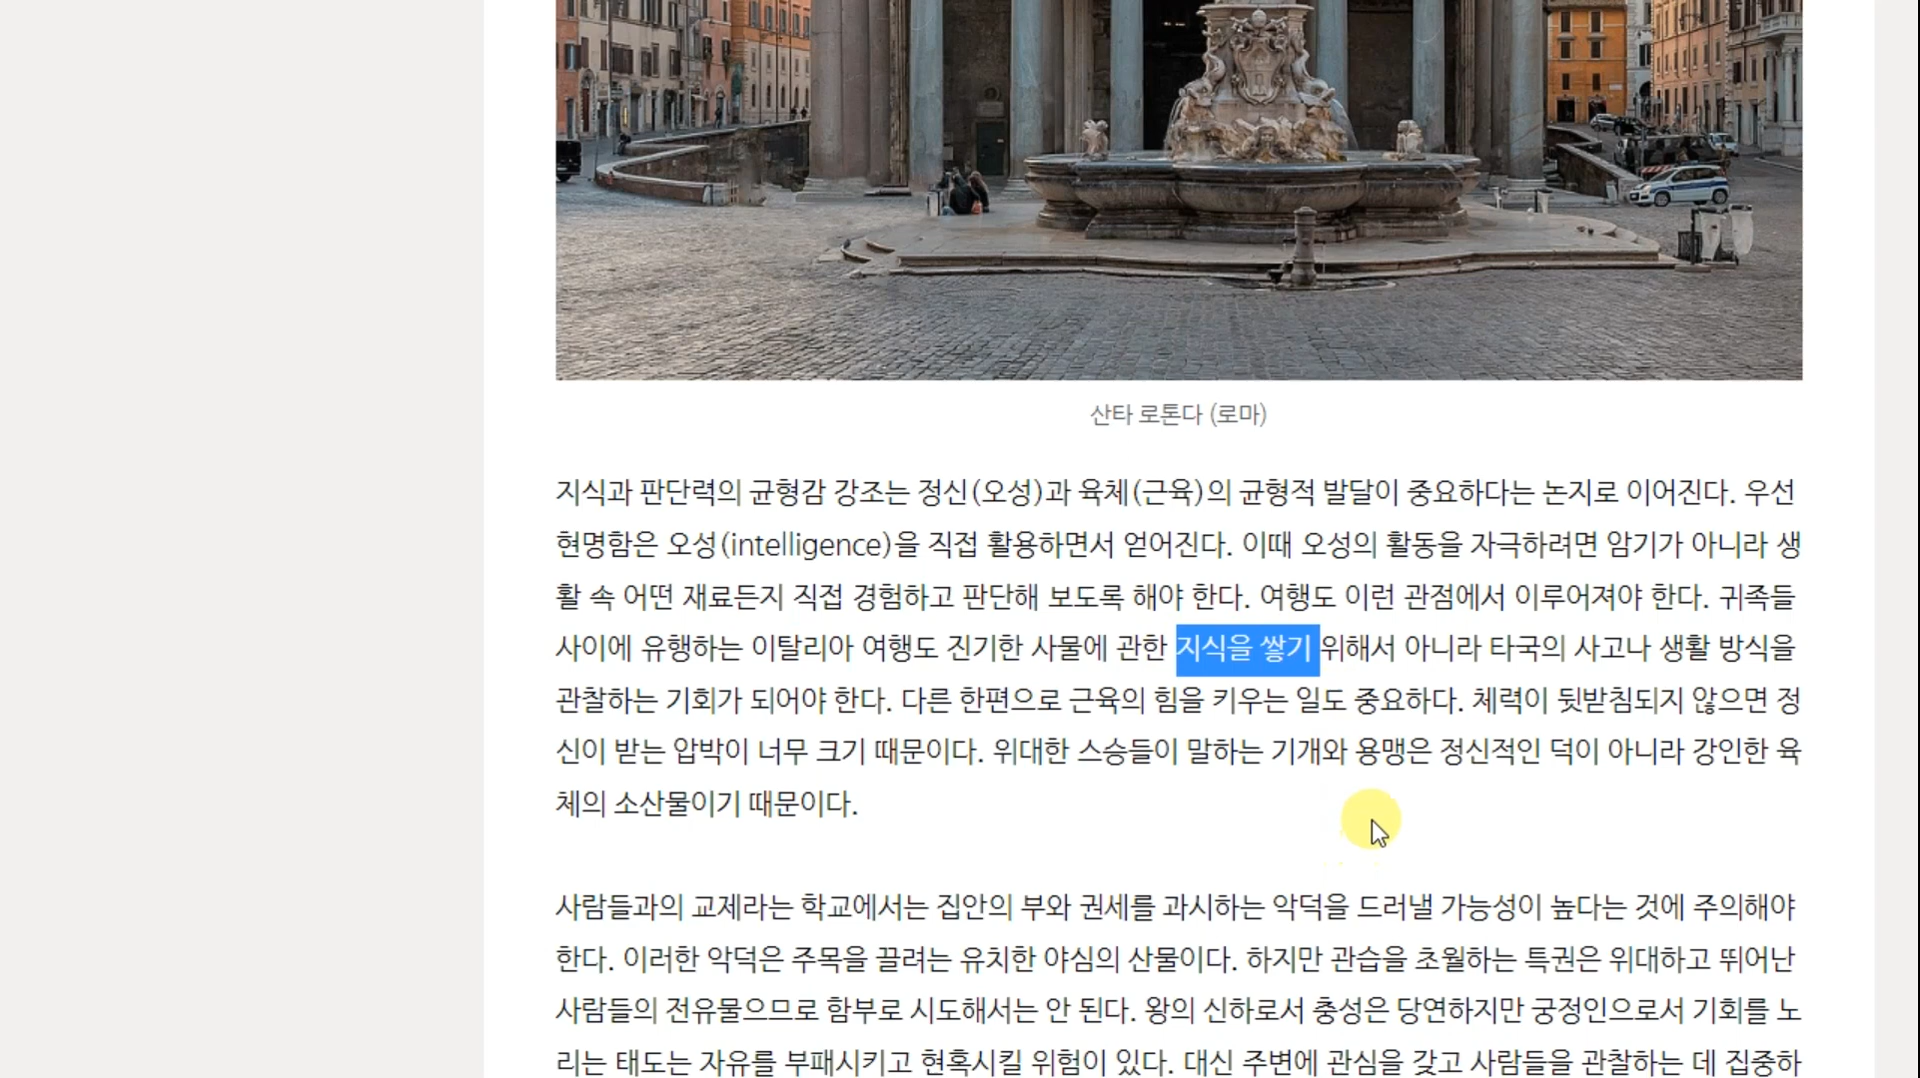 산타 로톤다 (로마)
지식과 판단력의 균형감 강조는 정신(오성)과 육체(근육)의 균형적 발달이 중요하다는 논지로 이어진다. 우선
현명함은 오성(intelligence)을 직접 활용하면서 얻어진다. 이때 오성의 활동을 자극하려면 암기가 아니라 생
활 속 어떤 재료든지 직접 경험하고 판단해 보도록 해야 한다. 여행도 이런 관점에서 이루어져야 한다. 귀족들
사이에 유행하는 이탈리아 여행도 진기한 사물에 관한 지식을 쌓기 위해서 아니라 타국의 사고나 생활 방식을
관찰하는 기회가 되어야 한다. 다른 한편으로 근육의 힘을 키우는 일도 중요하다. 체력이 뒷받침되지 않으면 정
신이 받는 압박이 너무 크기 때문이다. 위대한 스승들이 말하는 기개와 용맹은 정신적인 덕이 아니라 강인한 육
체의 소산물이기 때문이다.
사람들과의 교제라는 학교에서는 집안의 부와 권세를 과시하는 악덕을 드러낼 가능성이 높다는 것에 주의해야
한다. 이러한 악덕은 주목을 끌려는 유치한 야심의 산물이다. 하지만 관습을 초월하는 특권은 위대하고 뛰어난
사람들의 전유물으므로 함부로 시도해서는 안 된다. 왕의 신하로서 충성은 당연하지만 궁정인으로서 기회를 노
리는 태도는 자유를 부패시키고 현혹시킬 위험이 있다. 대신 주변에 관심을 갖고 사람들을 관찰하는 데 집중하